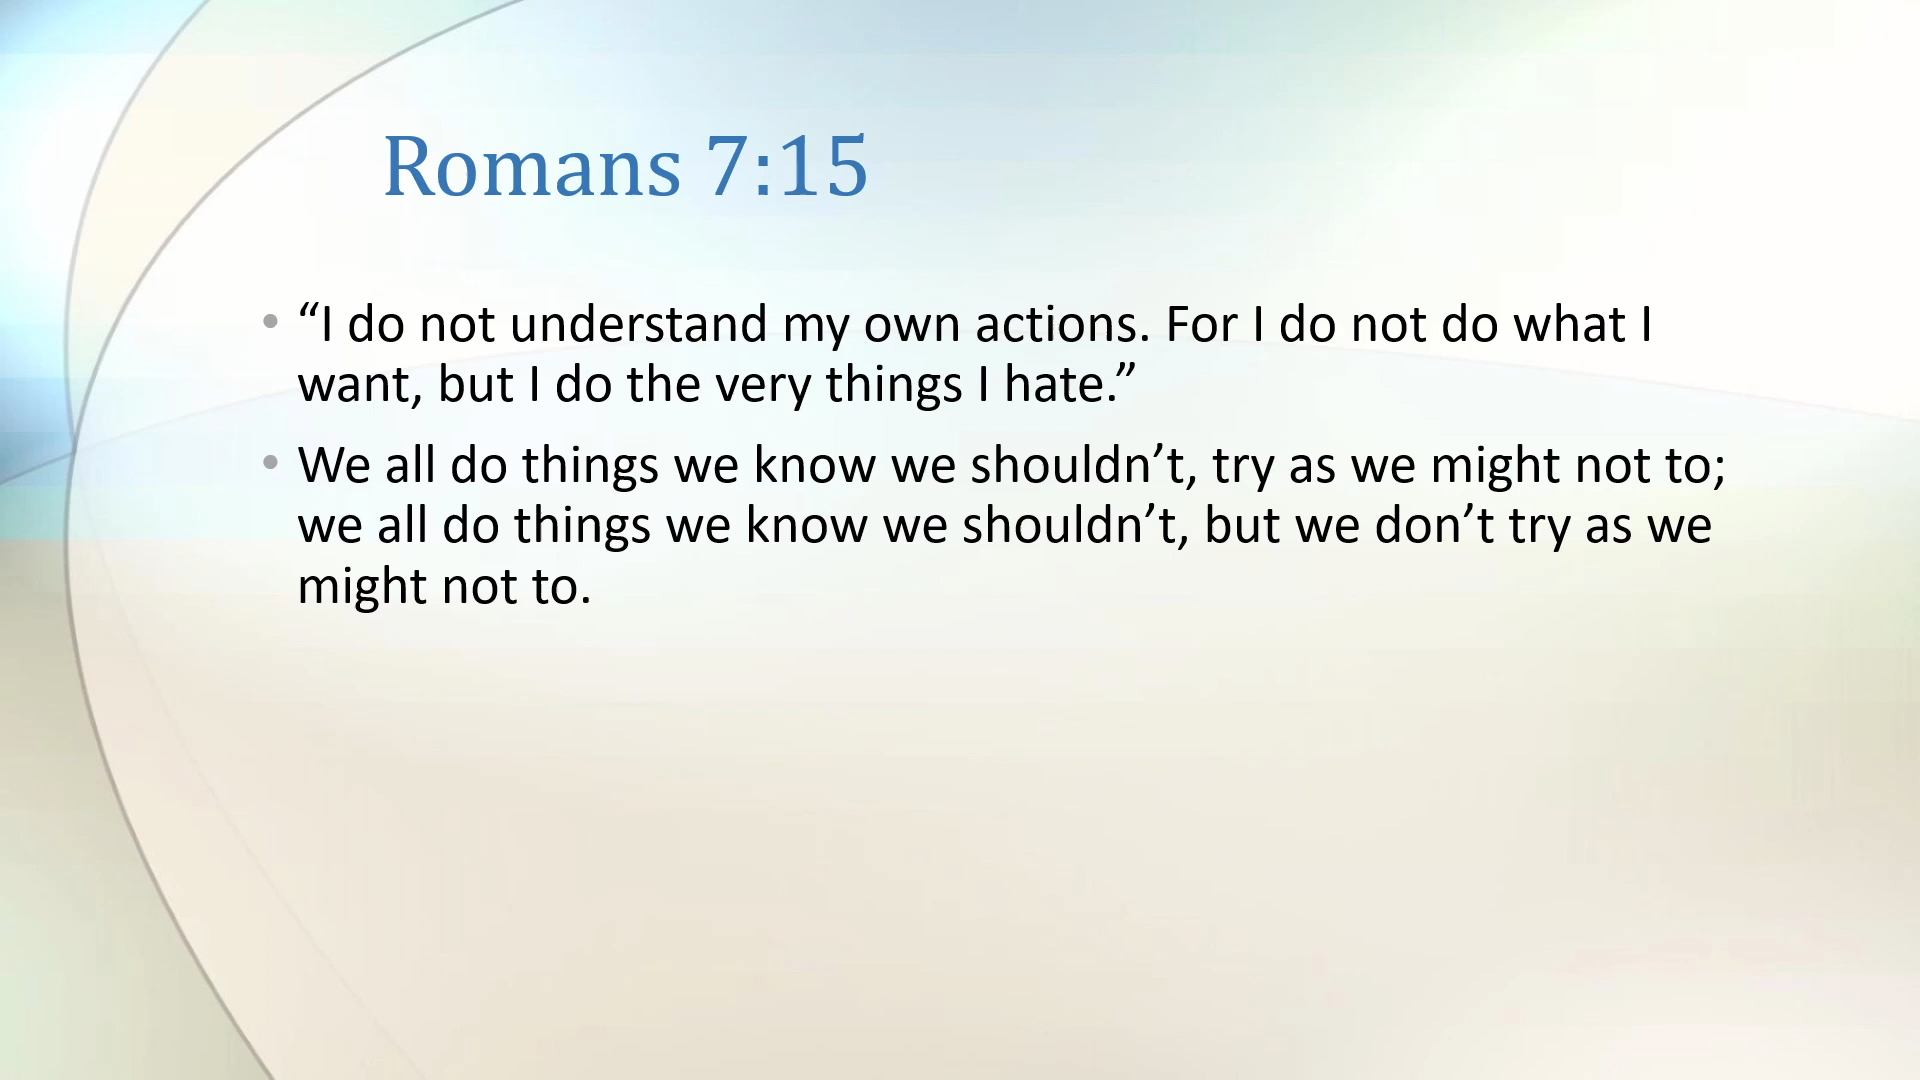 Romans 7:15
• “I do not understand my own actions. For I do not do what I
want, but I do the very things I hate.”
• We all do things we know we shouldn’t, try as we might not to;
we all do things we know we shouldn’t, but we don’t try as we
might not to.